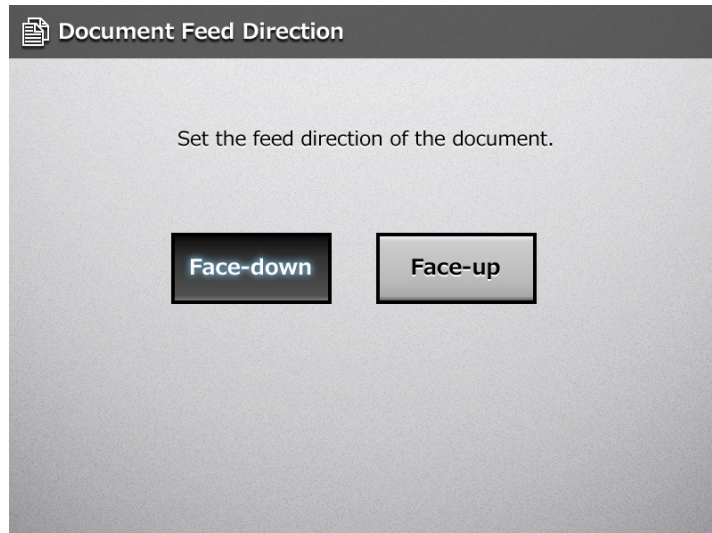 Document Feed Direction
Set the feed direction of the document.
Face-down
Face-up